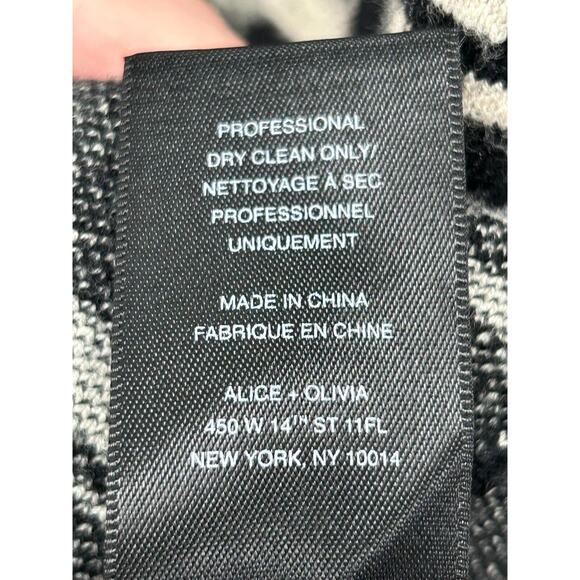 PROFESSIONAL
DRY CLEAN ONLY/
NETTOYAGE À SEC
PROFESSIONNEL
UNIQUEMENT
MADE IN CHINA
FABRIQUE EN CHINE
ALICE + OLIVIA
450 W 14TH ST 11FL
NEW YORK, NY 10014